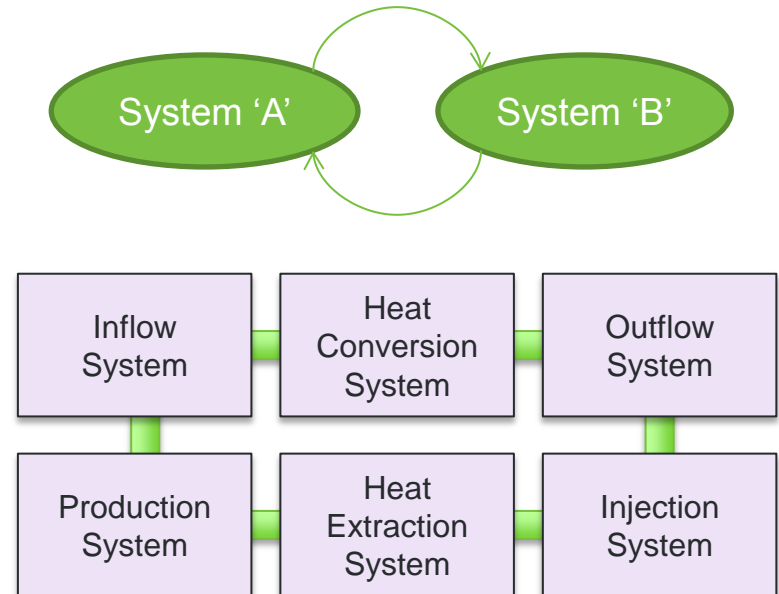 System ‘A’
System ‘B’
Inflow
System
Heat
Conversion
System
Outflow
System
Production
System
Heat
Extraction
System
Injection
System